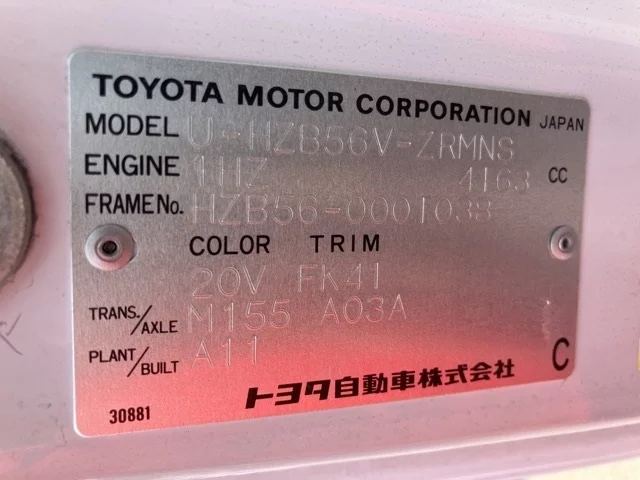 TOYOTA MOTOR CORPORATION JAPAN
MODEL U-HZB56V-ZRMNS
ENGINE 1HZ 4163 CC
FRAME No. HZB56-0001038
COLOR TRIM
20V FK41
TRANS./AXLE M155 A03A
PLANT/BUILT A11
トヨタ自動車株式会社 C
30881